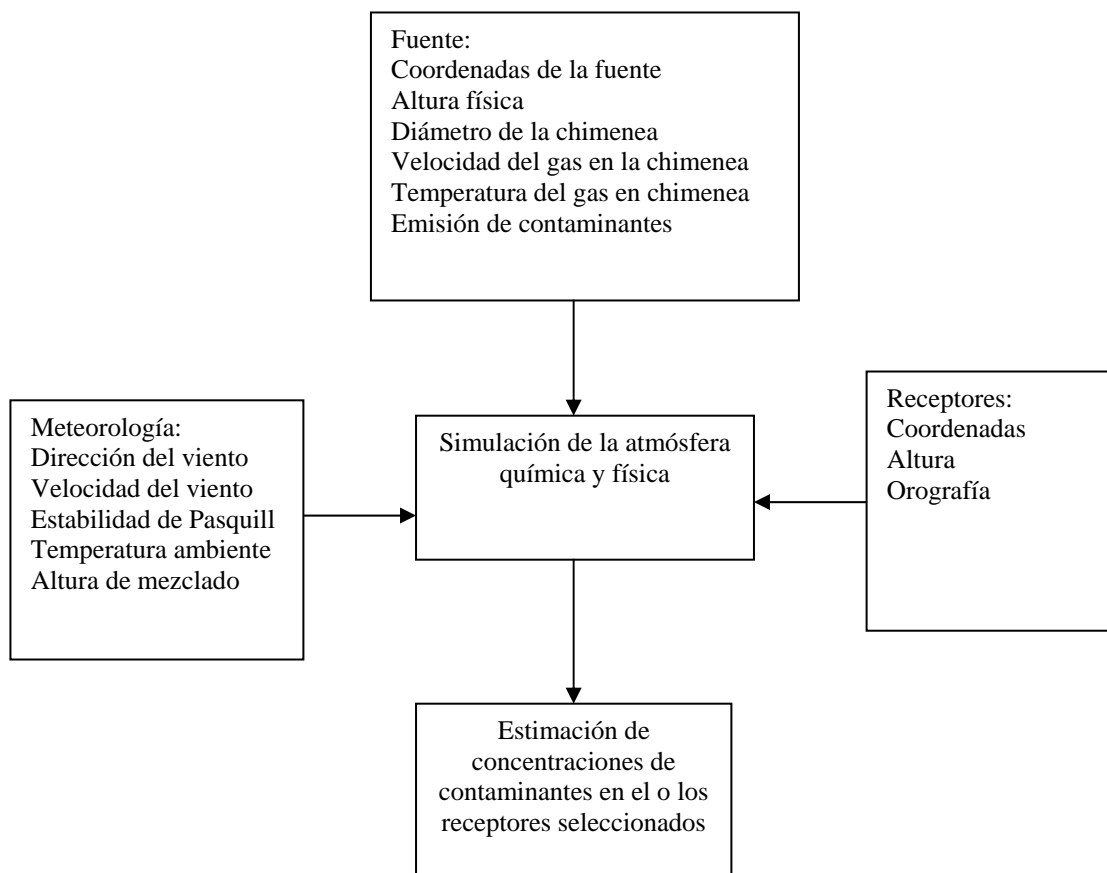 Fuente:
Coordenadas de la fuente
Altura física
Diámetro de la chimenea
Velocidad del gas en la chimenea
Temperatura del gas en chimenea
Emisión de contaminantes
Meteorología:
Dirección del viento
Velocidad del viento
Estabilidad de Pasquill
Temperatura ambiente
Altura de mezclado
Simulación de la atmósfera
química y física
Receptores:
Coordenadas
Altura
Orografía
Estimación de
concentraciones de
contaminantes en el o los
receptores seleccionados